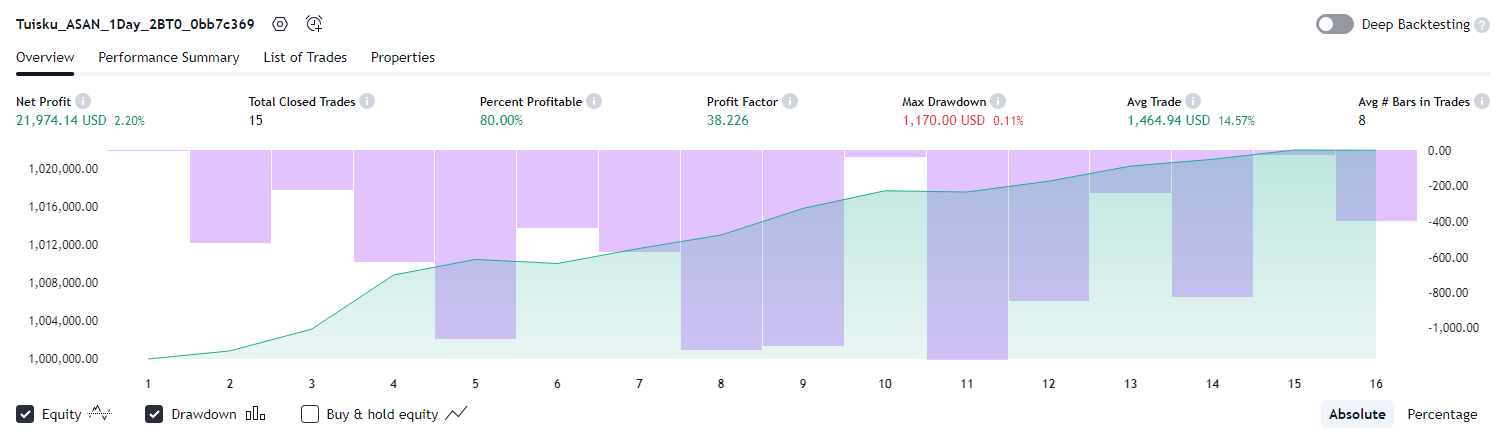 Tuisku_ASAN_1Day_2BT0_0bb7c369 Deep Backtesting ?
Overview Performance Summary List of Trades Properties
Net Profit i Total Closed Trades i Percent Profitable i Profit Factor i Max Drawdown i Avg Trade i Avg # Bars in Trades i
21,974.14 USD 2.20% 15 80.00% 38.226 1,170.00 USD 0.11% 1,464.94 USD 14.57% 8
0.00
1,020,000.00
-200.00
1,016,000.00
-400.00
1,012,000.00
-600.00
1,008,000.00
-800.00
1,004,000.00
-1,000.00
1,000,000.00
1 2 3 4 5 6 7 8 9 10 11 12 13 14 15 16
Equity Drawdown Buy & hold equity Absolute Percentage